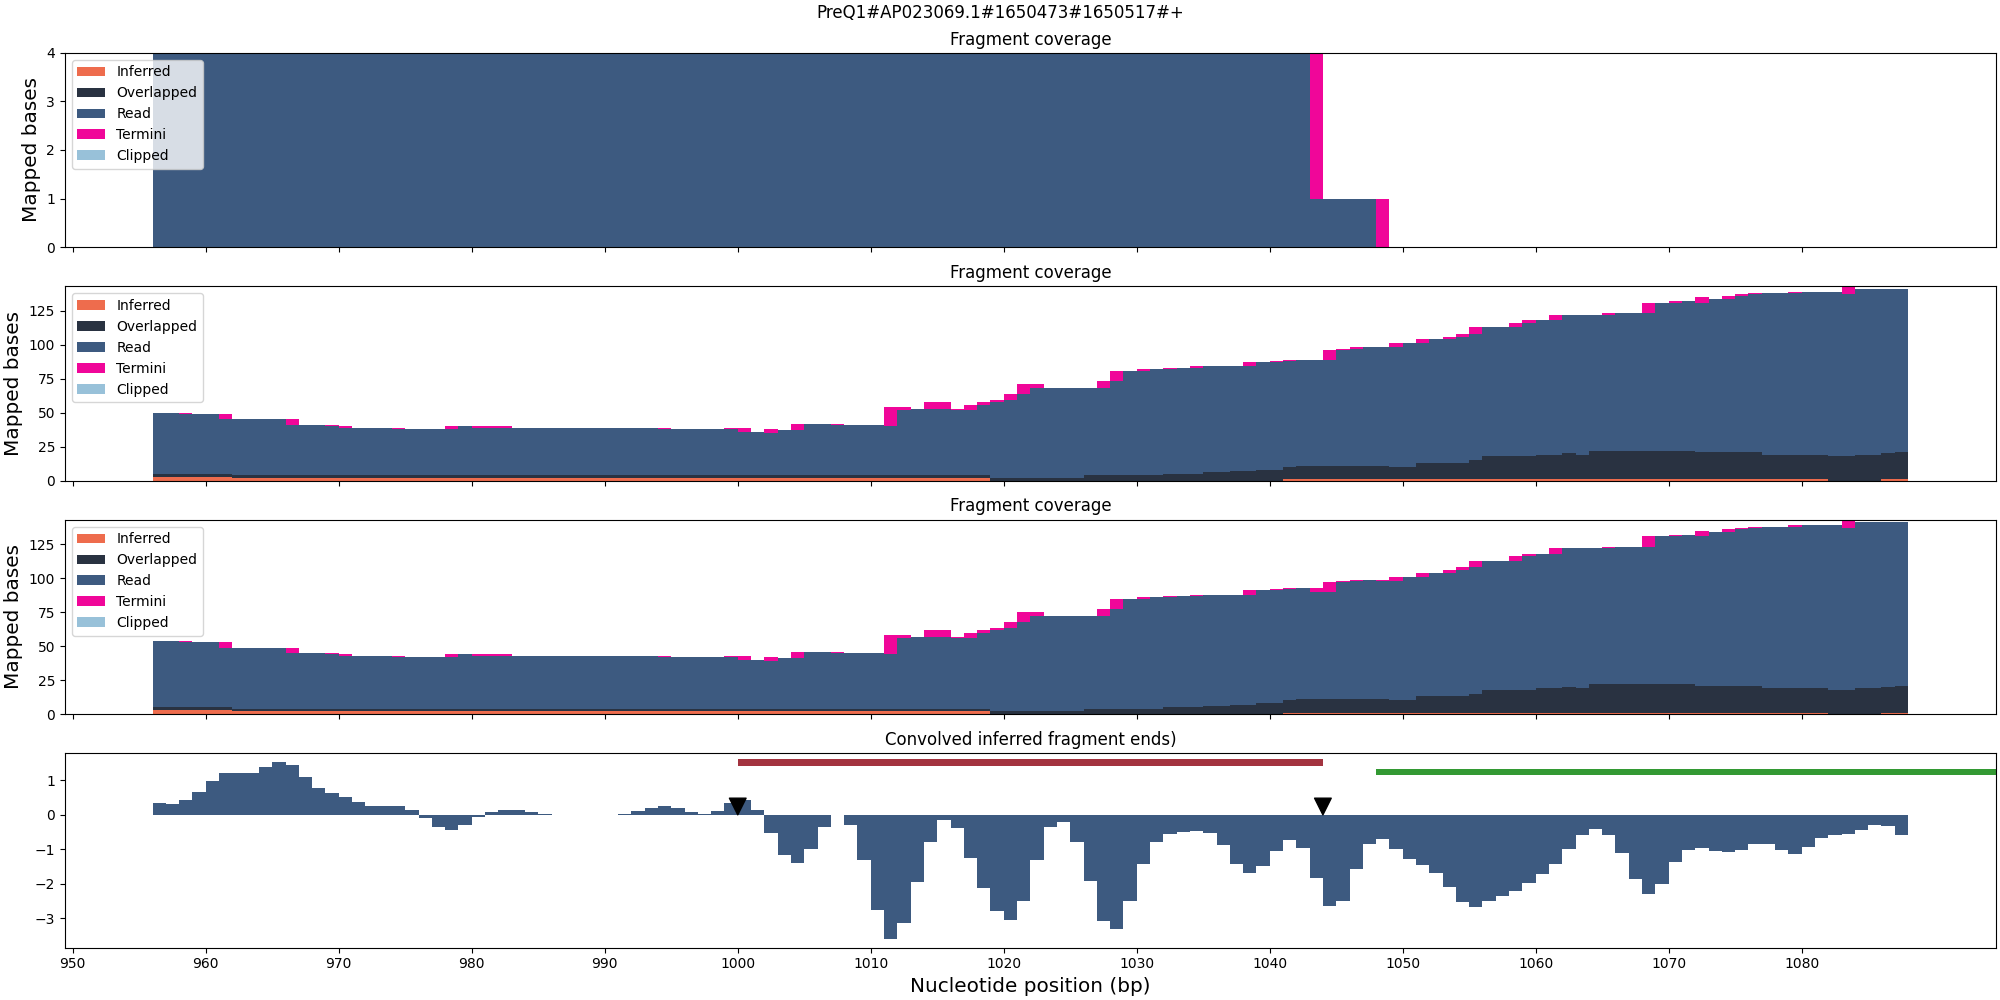 PreQ1#AP023069.1#1650473#1650517#+
Fragment coverage
Mapped bases
4
3
2
1
0
Inferred
Overlapped
Read
Termini
Clipped
Fragment coverage
Mapped bases
125
100
75
50
25
0
Inferred
Overlapped
Read
Termini
Clipped
Fragment coverage
Mapped bases
125
100
75
50
25
0
Inferred
Overlapped
Read
Termini
Clipped
Convolved inferred fragment ends)
1
0
−1
−2
−3
950 960 970 980 990 1000 1010 1020 1030 1040 1050 1060 1070 1080
Nucleotide position (bp)